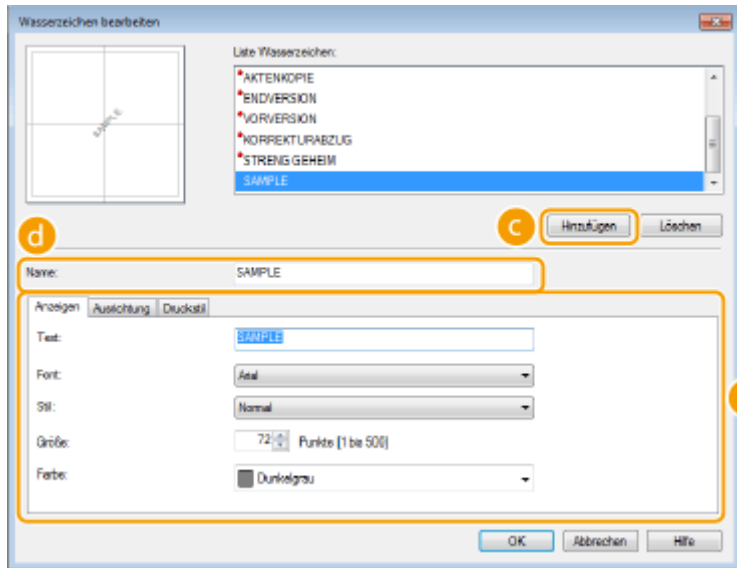 Wasserzeichen bearbeiten
Liste Wasserzeichen:
SAMPLE
*AKTENKOPIE
*ENDVERSION
*VORVERSION
*KORREKTURABZUG
*STRENG GEHEIM
SAMPLE
d
c
Hinzufügen
Löschen
Name: SAMPLE
Anzeigen Ausrichtung Druckstil
Text: SAMPLE
Font: Arial
Stil: Normal
Größe: 72 Punkte [1 bis 500]
Farbe: Dunkelgrau
OK Abbrechen Hilfe